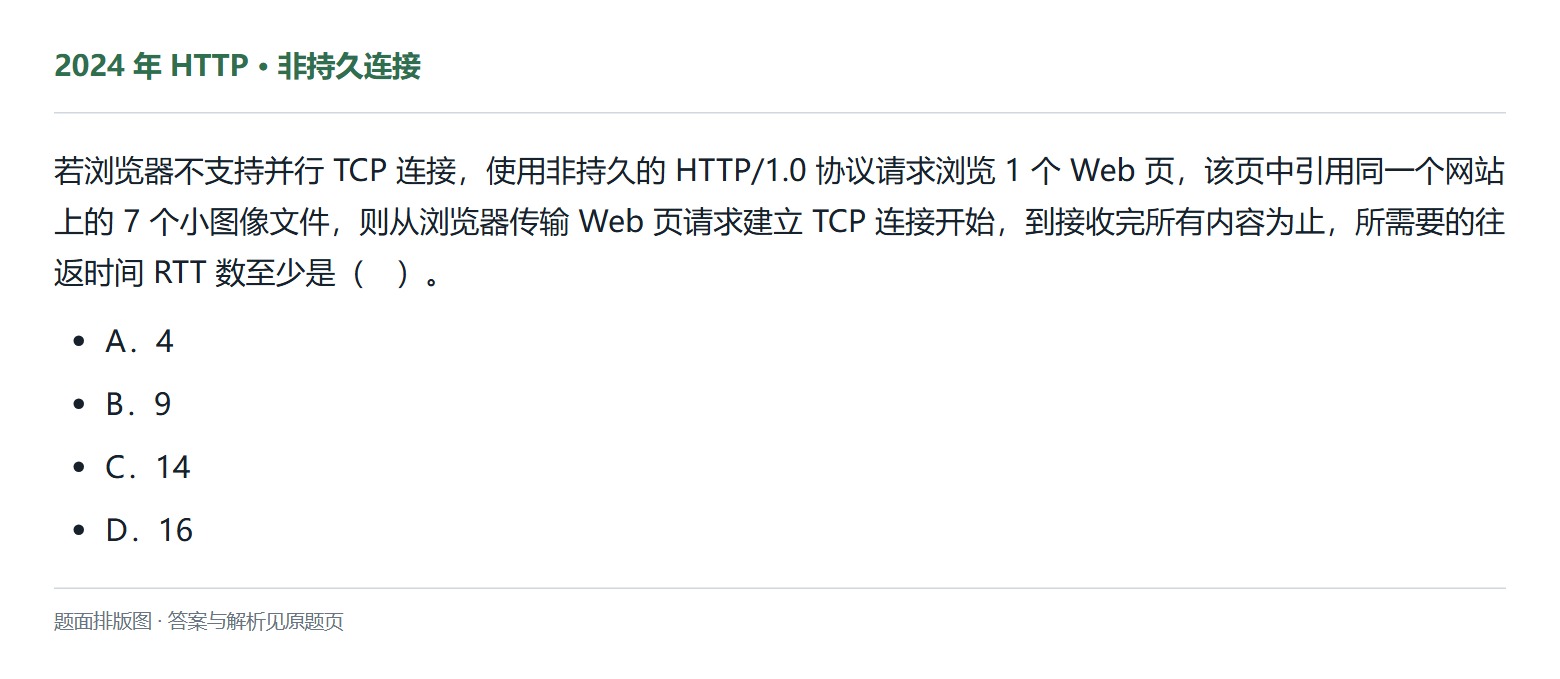 2024 年 HTTP · 非持久连接
若浏览器不支持并行 TCP 连接，使用非持久的 HTTP/1.0 协议请求浏览 1 个 Web 页，该页中引用同一个网站
上的 7 个小图像文件，则从浏览器传输 Web 页请求建立 TCP 连接开始，到接收完所有内容为止，所需要的往
返时间 RTT 数至少是（　）。
• A．4
• B．9
• C．14
• D．16
题面排版图 · 答案与解析见原题页